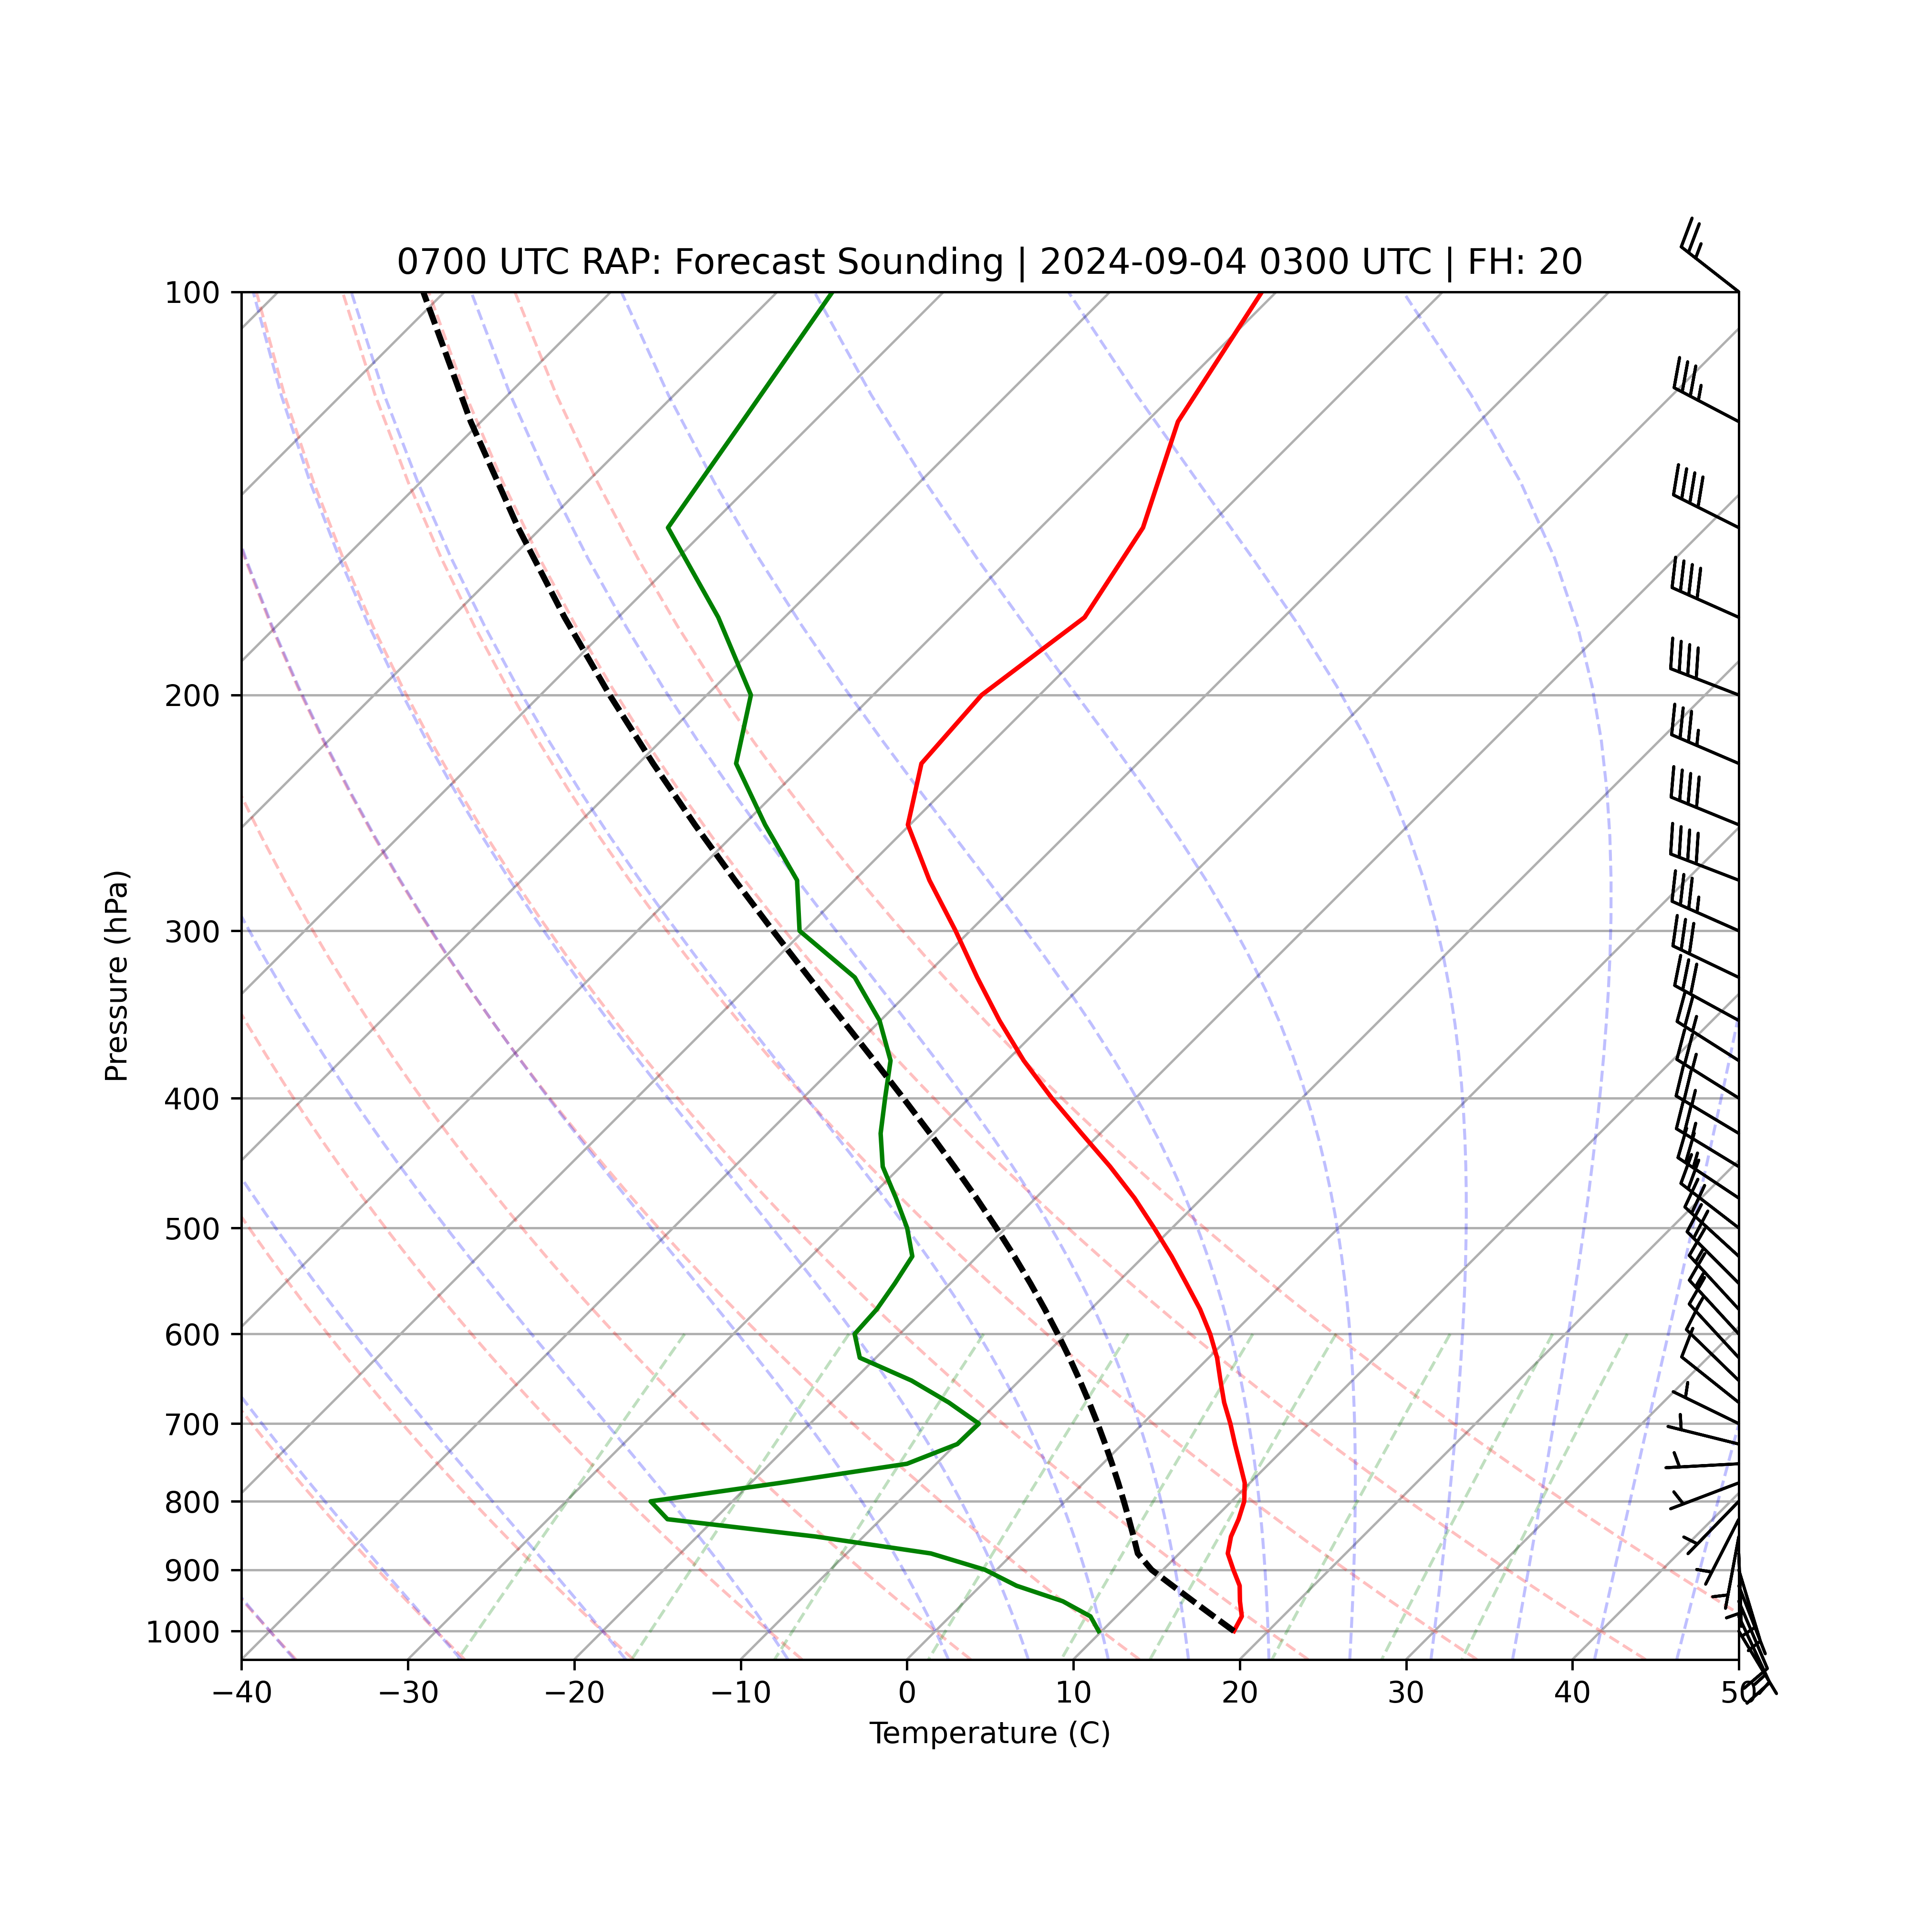 0700 UTC RAP: Forecast Sounding | 2024-09-04 0300 UTC | FH: 20
100
200
300
400
500
600
700
800
900
1000
Pressure (hPa)
−40 −30 −20 −10 0 10 20 30 40 50
Temperature (C)